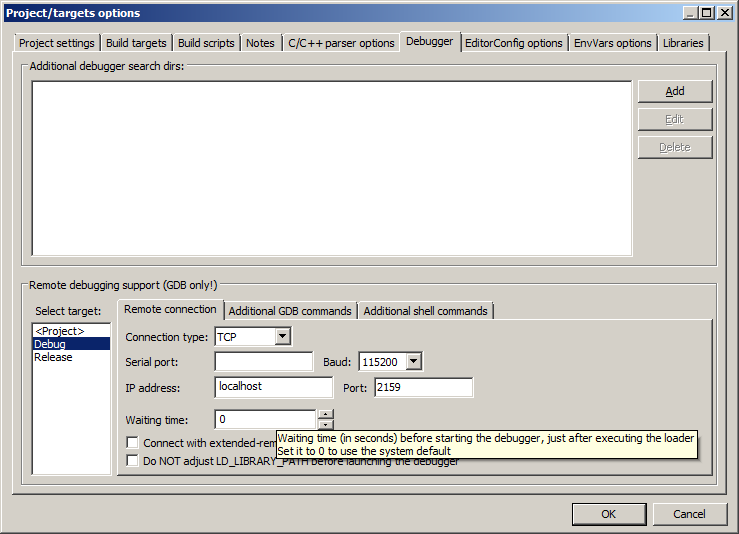 Project/targets options
Project settings Build targets Build scripts Notes C/C++ parser options Debugger EditorConfig options EnvVars options Libraries
Additional debugger search dirs:
Add
Edit
Delete
Remote debugging support (GDB only!)
Select target:
<Project>
Debug
Release
Remote connection Additional GDB commands Additional shell commands
Connection type: TCP
Serial port: Baud: 115200
IP address: localhost Port: 2159
Waiting time: 0
Waiting time (in seconds) before starting the debugger, just after executing the loader
Set it to 0 to use the system default
Connect with
Do NOT adjust LD_LIBRARY_PATH before launching the debugger
OK Cancel